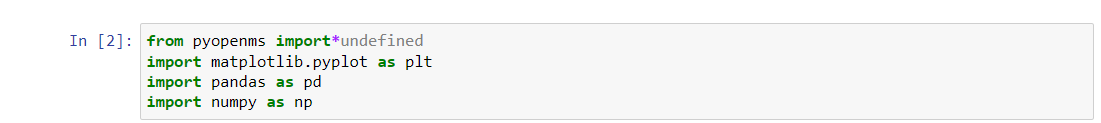 In [2]: from pyopenms import*undefined
import matplotlib.pyplot as plt
import pandas as pd
import numpy as np